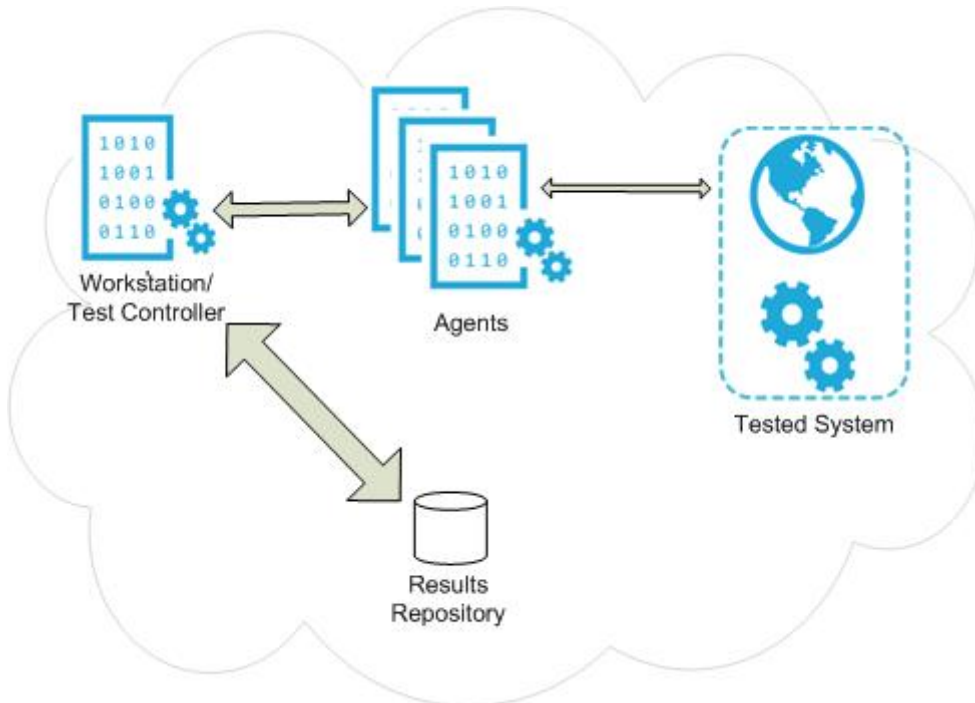 1010
1001
0100
0110
Workstation/
Test Controller
1010
1001
0100
0110
Agents
Tested System
Results
Repository